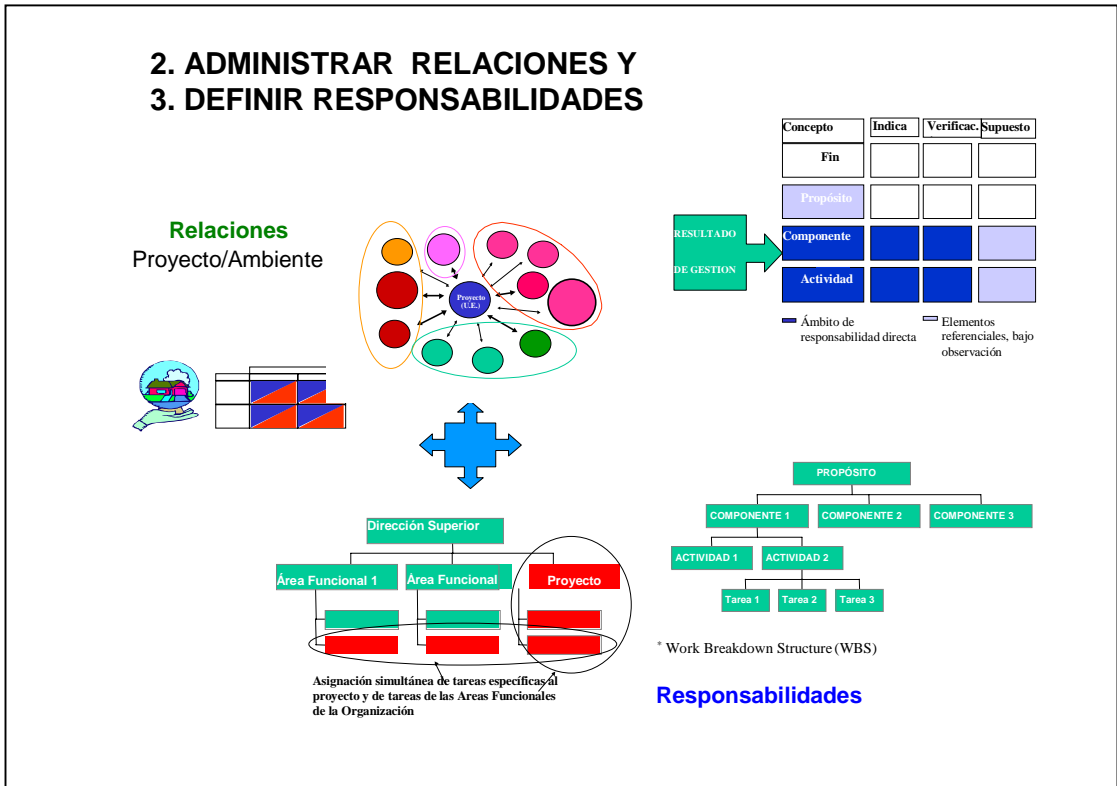 2. ADMINISTRAR RELACIONES Y
3. DEFINIR RESPONSABILIDADES
Relaciones
Proyecto/Ambiente
Proyecto
(U.E.)
Concepto Indica Verificac. Supuesto
Fin
Propósito
Componente
Actividad
RESULTADO
DE GESTION
Ámbito de
responsabilidad directa
Elementos
referenciales, bajo
observación
Dirección Superior
Área Funcional 1 Área Funcional Proyecto
Asignación simultánea de tareas específicas al
proyecto y de tareas de las Areas Funcionales
de la Organización
PROPÓSITO
COMPONENTE 1 COMPONENTE 2 COMPONENTE 3
ACTIVIDAD 1 ACTIVIDAD 2
Tarea 1 Tarea 2 Tarea 3
* Work Breakdown Structure (WBS)
Responsabilidades